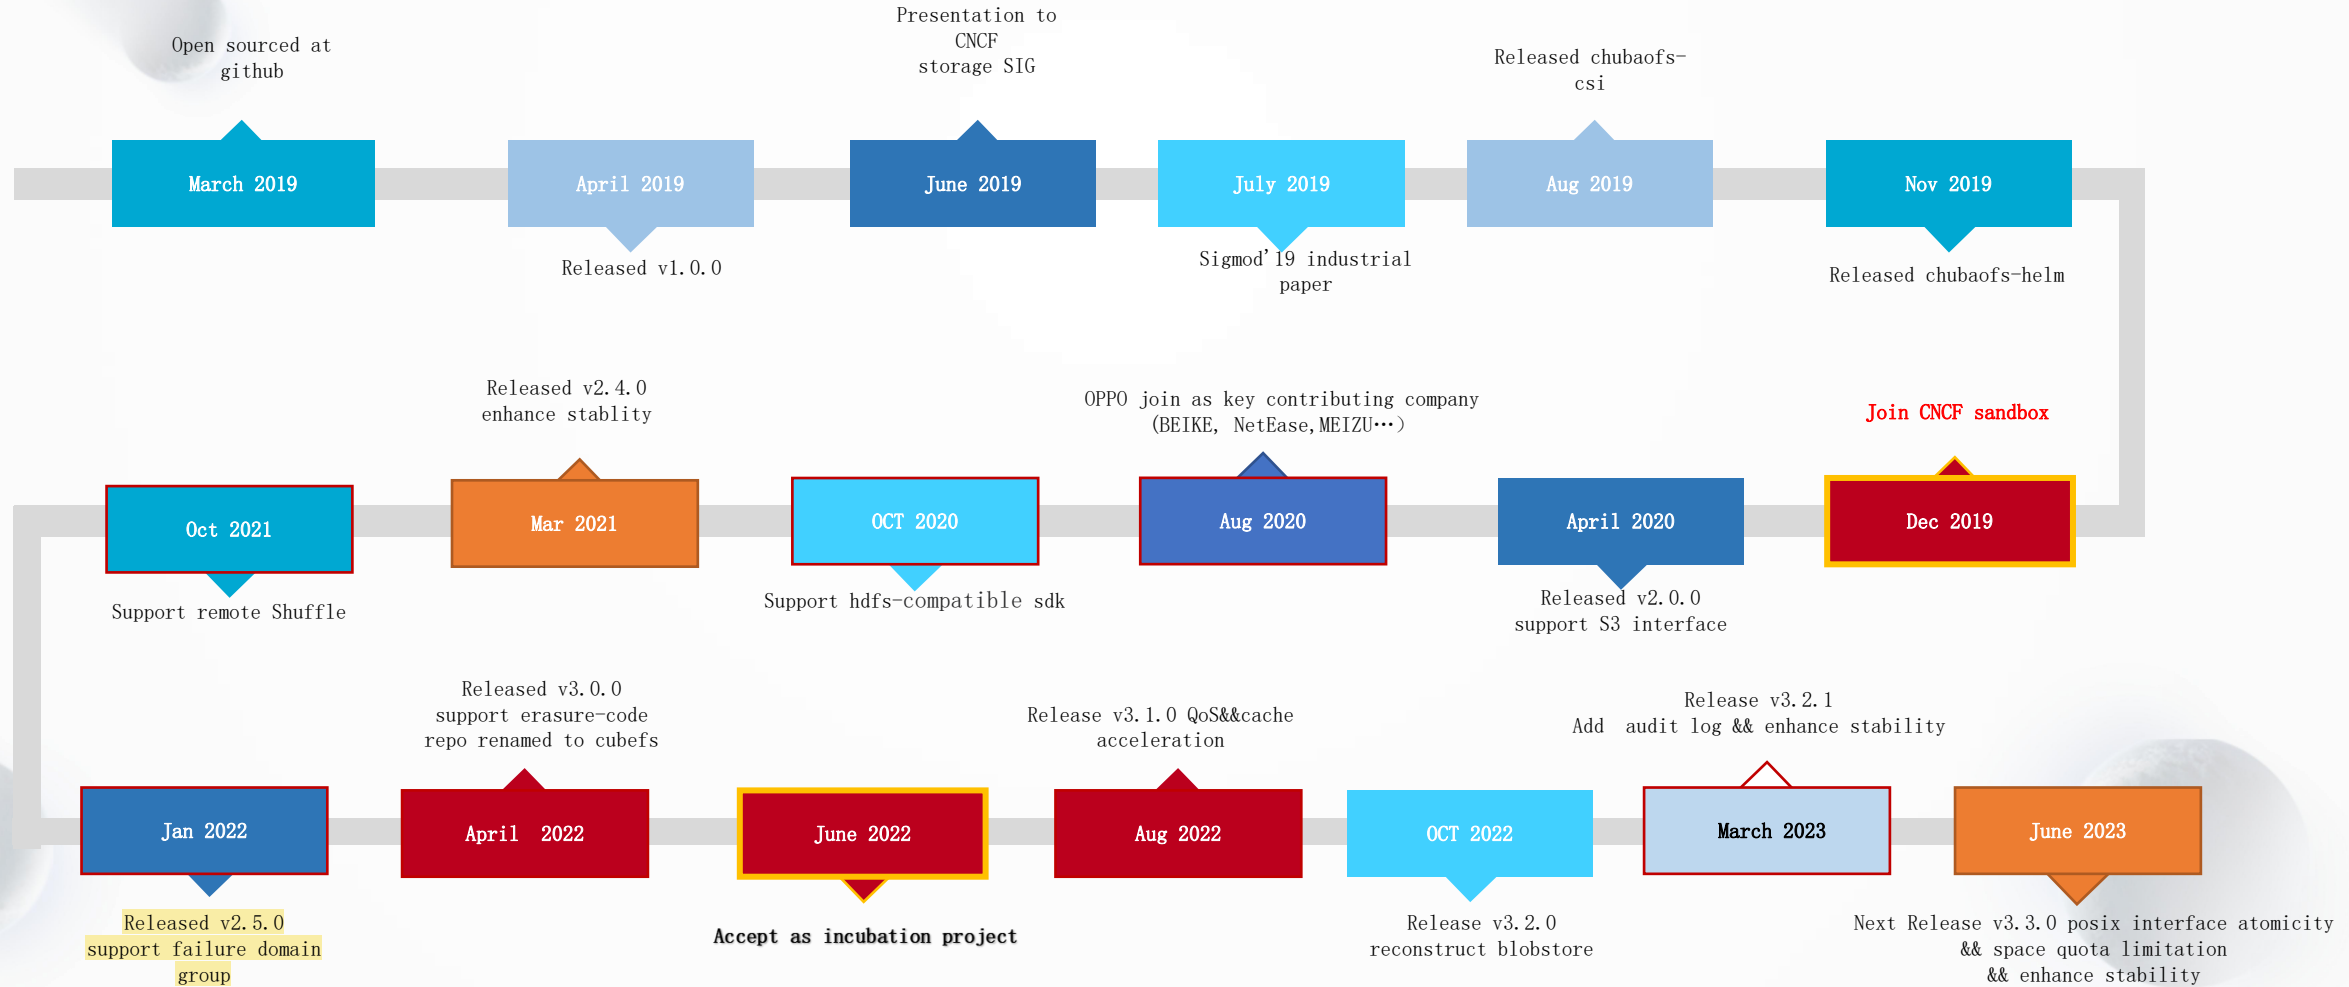 Open sourced at
github
March 2019
April 2019
Released v1.0.0
Presentation to
CNCF
storage SIG
June 2019
July 2019
Sigmod'19 industrial
paper
Released chubaofs-
csi
Aug 2019
Nov 2019
Released chubaofs-helm
Join CNCF sandbox
Dec 2019
April 2020
Released v2.0.0
support S3 interface
OPPO join as key contributing company
(BEIKE, NetEase,MEIZU…)
Aug 2020
OCT 2020
Support hdfs-compatible sdk
Released v2.4.0
enhance stablity
Mar 2021
Oct 2021
Support remote Shuffle
Jan 2022
Released v2.5.0
support failure domain
group
Released v3.0.0
support erasure-code
repo renamed to cubefs
April  2022
June 2022
Accept as incubation project
Release v3.1.0 QoS&&cache
acceleration
Aug 2022
OCT 2022
Release v3.2.0
reconstruct blobstore
Release v3.2.1
Add  audit log && enhance stability
March 2023
June 2023
Next Release v3.3.0 posix interface atomicity
&& space quota limitation
&& enhance stability